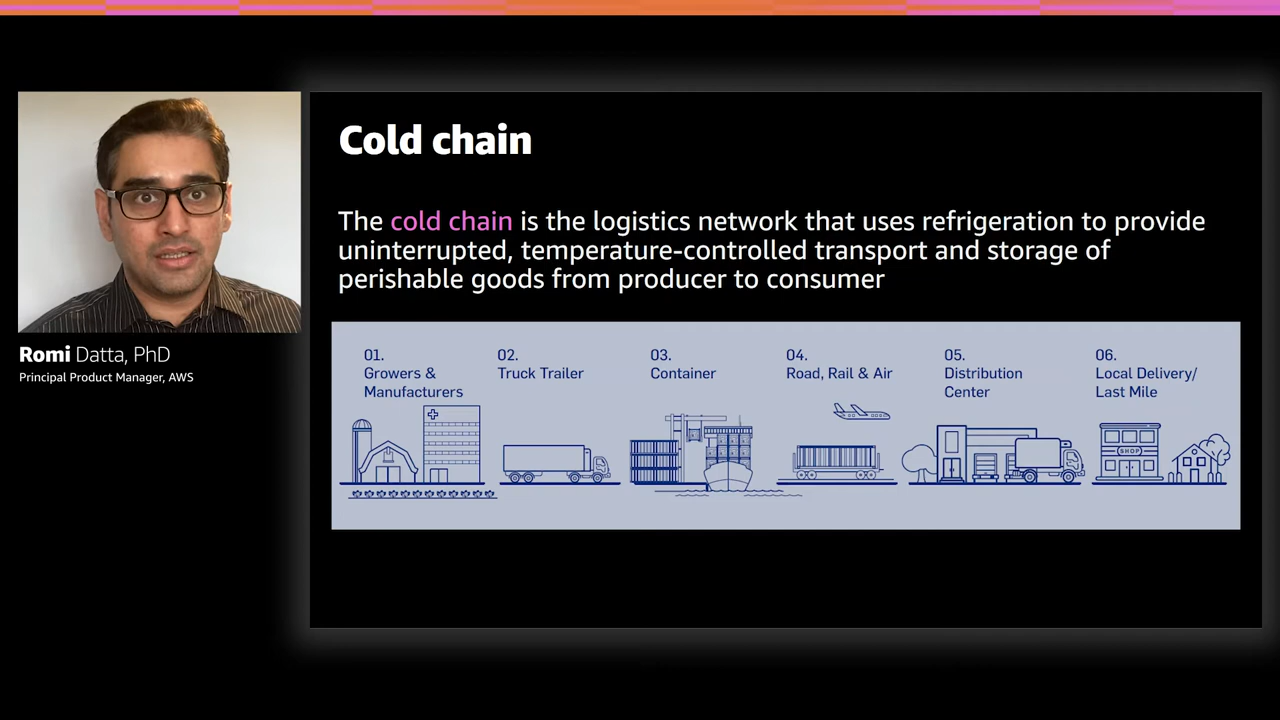 Cold chain
The cold chain is the logistics network that uses refrigeration to provide
uninterrupted, temperature-controlled transport and storage of
perishable goods from producer to consumer
01.
Growers &
Manufacturers
02.
Truck Trailer
03.
Container
04.
Road, Rail & Air
05.
Distribution
Center
06.
Local Delivery/
Last Mile
SHOP
Romi Datta, PhD
Principal Product Manager, AWS